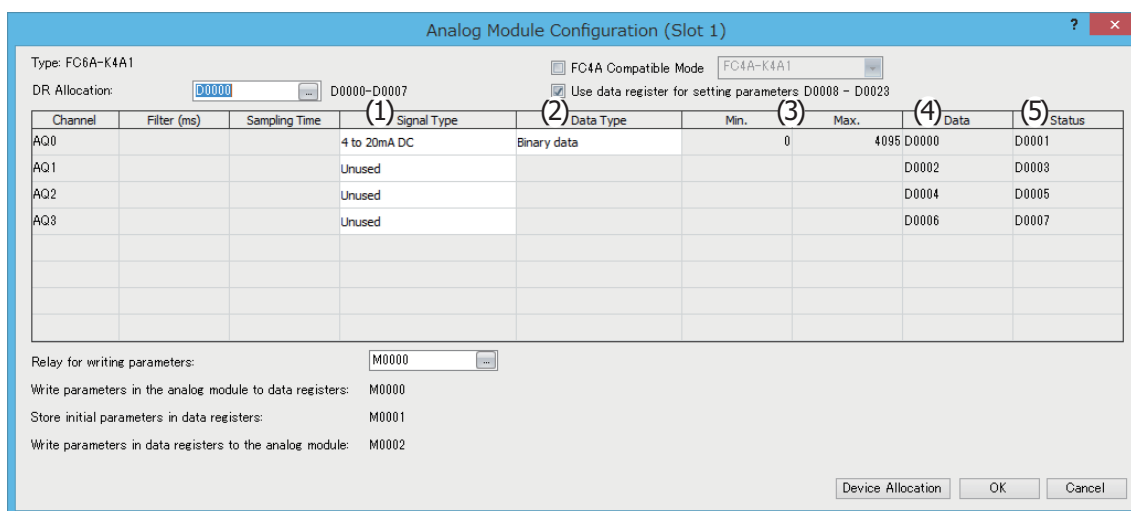 Analog Module Configuration (Slot 1) ? ×
Type: FC6A-K4A1
FC4A Compatible Mode FC4A-K4A1
DR Allocation: D0000 ... D0000-D0007
Use data register for setting parameters D0008 - D0023
Channel Filter (ms) Sampling Time (1) Signal Type (2) Data Type Min. (3) Max. (4) Data (5) Status
AQ0 4 to 20mA DC Binary data 0 4095 D0000 D0001
AQ1 Unused D0002 D0003
AQ2 Unused D0004 D0005
AQ3 Unused D0006 D0007
Relay for writing parameters: M0000 ...
Write parameters in the analog module to data registers: M0000
Store initial parameters in data registers: M0001
Write parameters in data registers to the analog module: M0002
Device Allocation OK Cancel